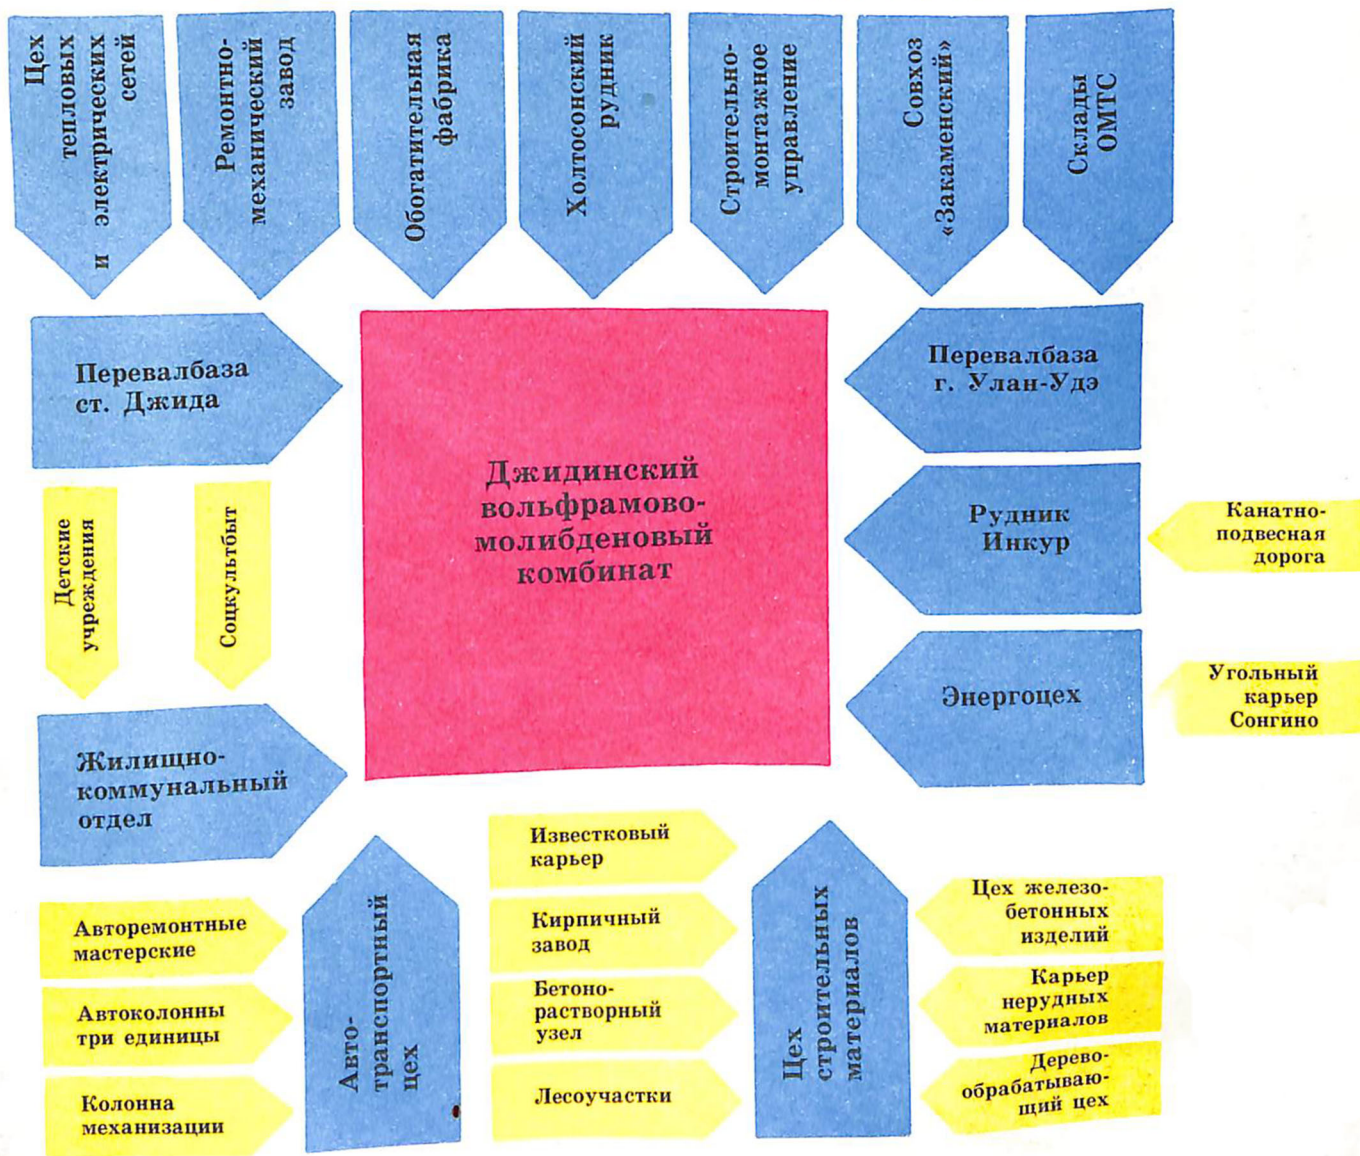 Цех
тепловых
и электрических
сетей
Ремонтно-
механический
завод
Обогатительная
фабрика
Холтосонский
рудник
Строительно-
монтажное
управление
Совхоз
«Закаменский»
Склады
ОМТС
Перевалбаза
ст. Джида
Джидинский
вольфрамово-
молибденовый
комбинат
Перевалбаза
г. Улан-Удэ
Рудник
Инкур
Канатно-
подвесная
дорога
Детские
учреждения
Соцкультбыт
Энергоцех
Угольный
карьер
Сонгино
Жилищно-
коммунальный
отдел
Авторемонтные
мастерские
Автоколонны
три единицы
Колонна
механизации
Авто-
транспортный
цех
Известковый
карьер
Кирпичный
завод
Бетоно-
растворный
узел
Лесоучастки
Цех
строительных
материалов
Цех железо-
бетонных
изделий
Карьер
нерудных
материалов
Дерево-
обрабатываю-
щий цех